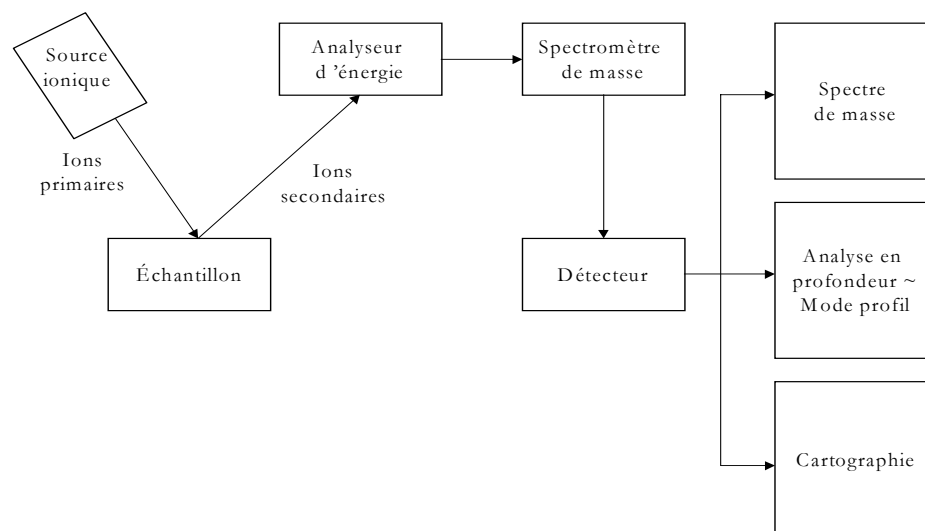 Source
ionique
Ions
primaires
Échantillon
Analyseur
d ’énergie
Ions
secondaires
Spectromètre
de masse
Détecteur
Spectre
de masse
Analyse en
profondeur ~
Mode profil
Cartographie